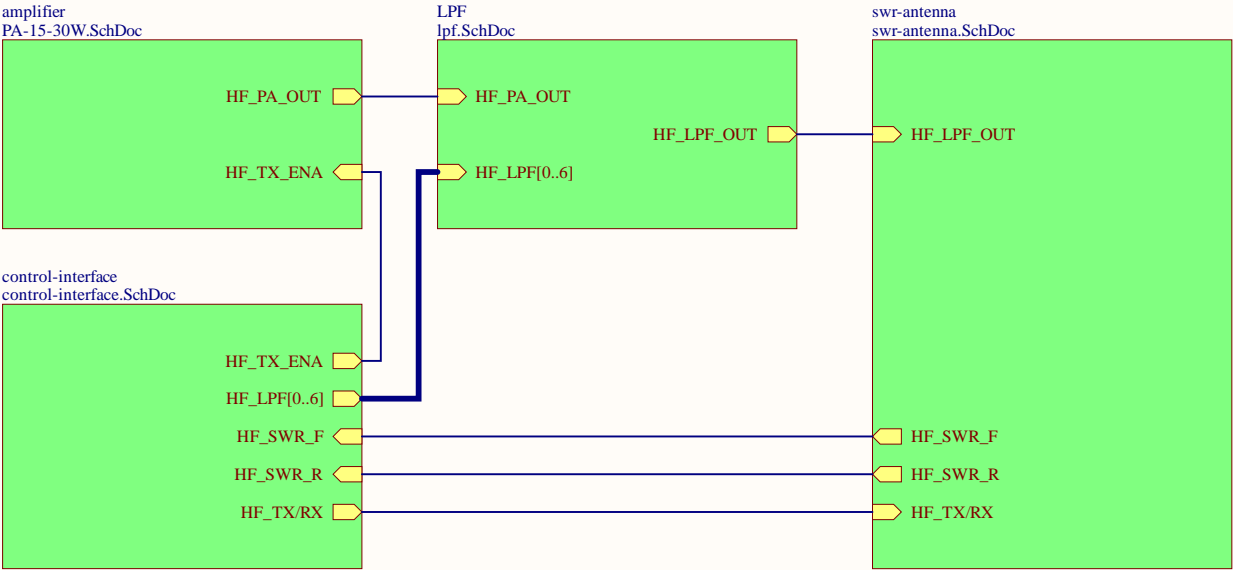 amplifier
PA-15-30W.SchDoc
HF_PA_OUT
HF_TX_ENA
LPF
lpf.SchDoc
HF_PA_OUT
HF_LPF_OUT
HF_LPF[0..6]
swr-antenna
swr-antenna.SchDoc
HF_LPF_OUT
HF_SWR_F
HF_SWR_R
HF_TX/RX
control-interface
control-interface.SchDoc
HF_TX_ENA
HF_LPF[0..6]
HF_SWR_F
HF_SWR_R
HF_TX/RX